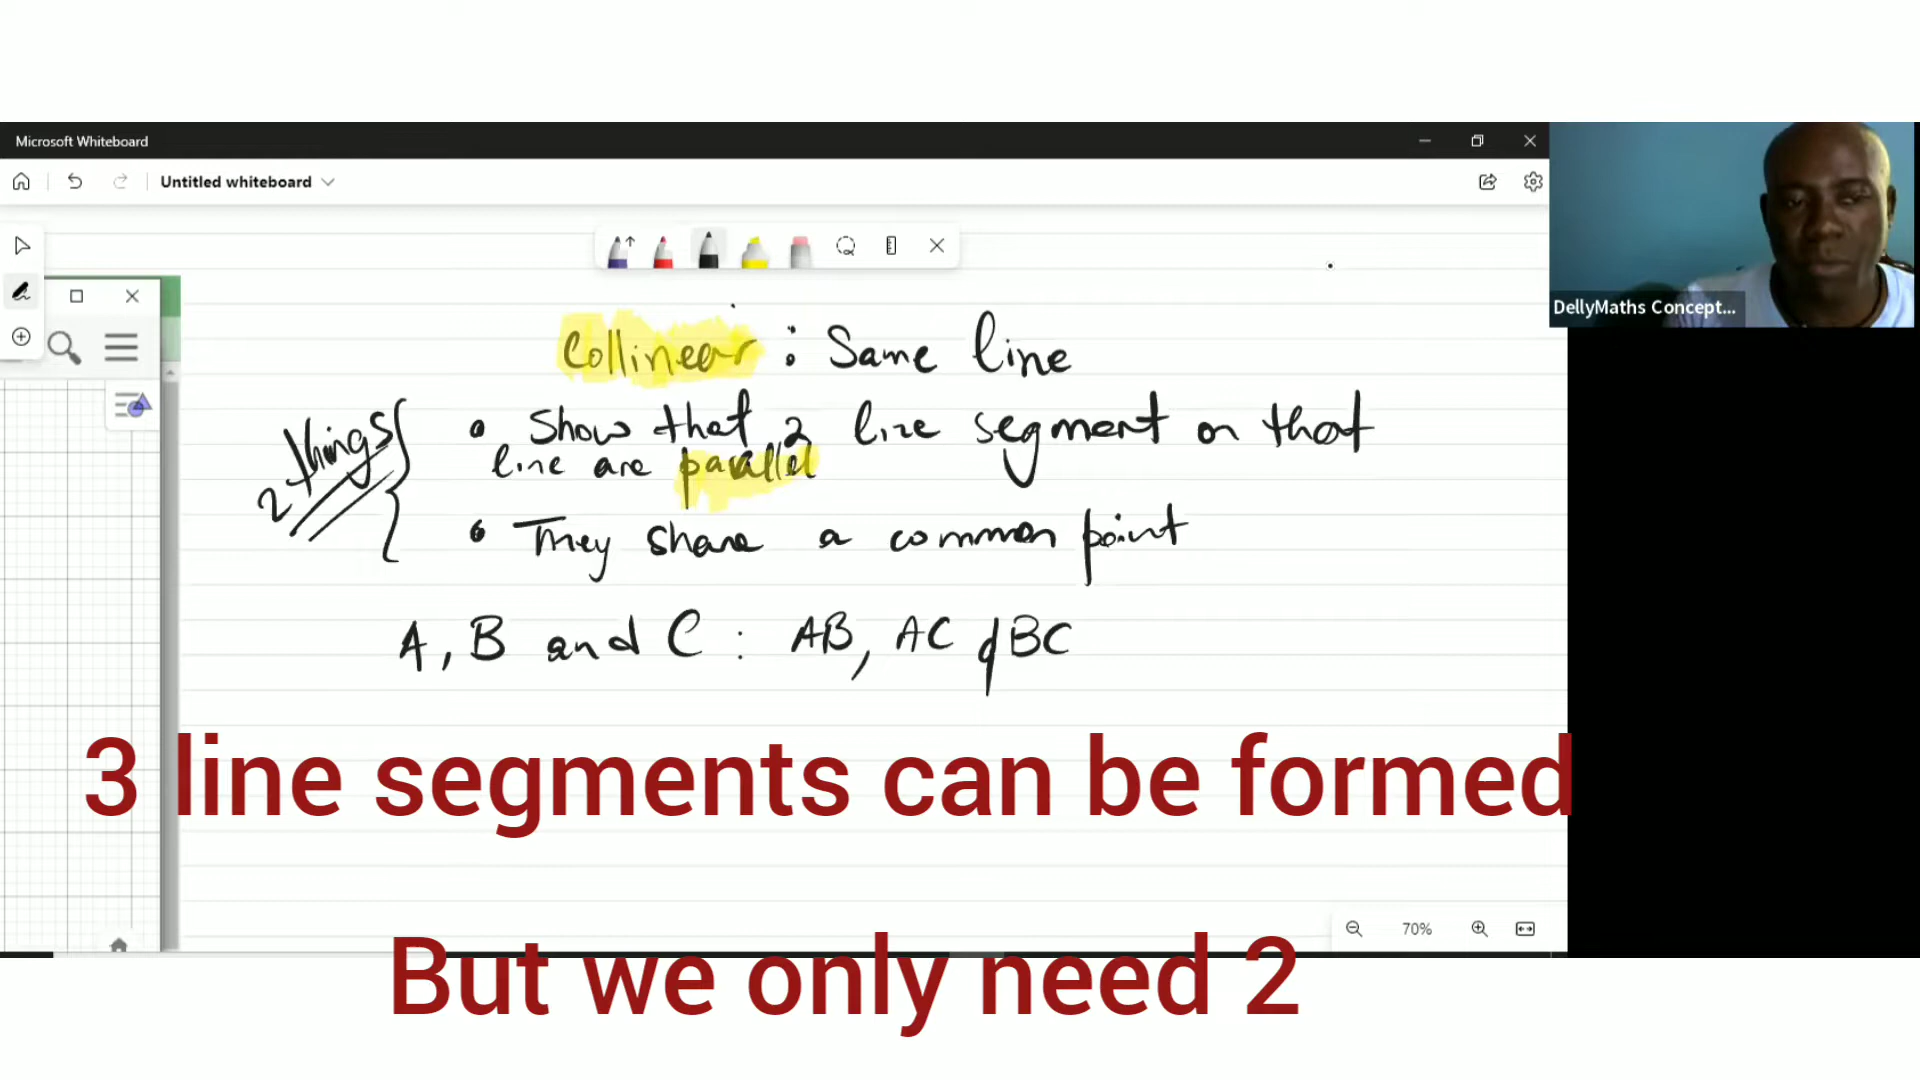 Microsoft Whiteboard
Untitled whiteboard
DellyMaths Concept...
Collinear : Same line
2 things
• Show that 2 line segment on that
line are parallel
• They share a common point
A, B and C : AB, AC & BC
3 line segments can be formed
70%
But we only need 2